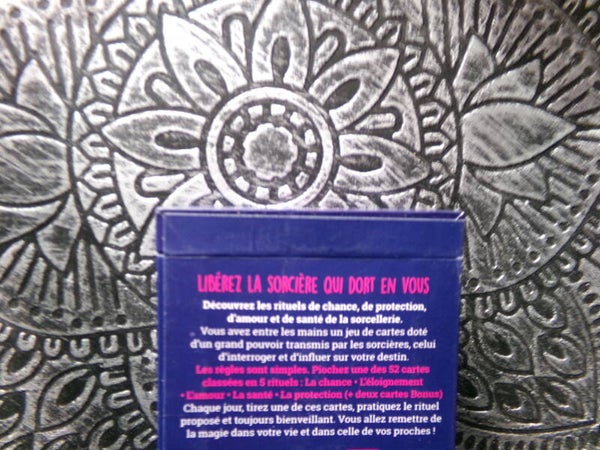 LIBÉREZ LA SORCIÈRE QUI DORT EN VOUS
Découvrez les rituels de chance, de protection,
d'amour et de santé de la sorcellerie.
Vous avez entre les mains un jeu de cartes doté
d'un grand pouvoir transmis par les sorcières, celui
d'interroger et d'influer sur votre destin.
Les règles sont simples. Piochez une des 52 cartes
classées en 5 rituels : La chance • L'éloignement
• L'amour • La santé • La protection (+ deux cartes Bonus)
Chaque jour, tirez une de ces cartes, pratiquez le rituel
proposé et toujours bienveillant. Vous allez remettre de
la magie dans votre vie et dans celle de vos proches !